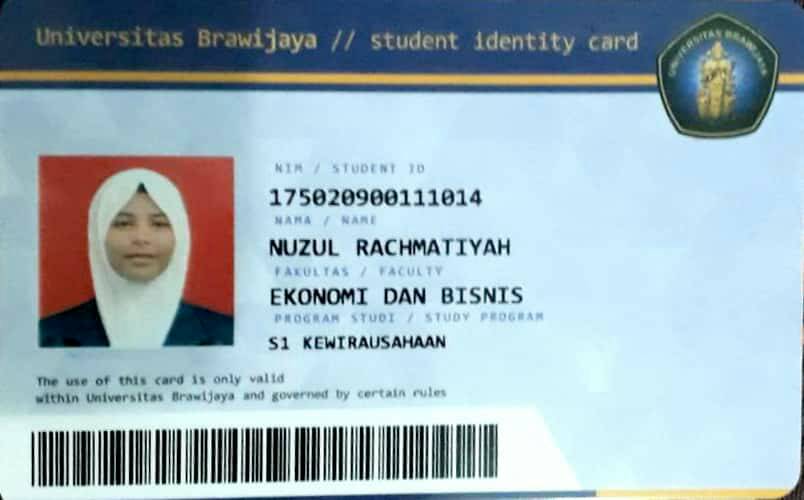 Universitas Brawijaya // student identity card
UNIVERSITAS BRAWIJAYA
NIM / STUDENT ID
175020900111014
NAMA / NAME
NUZUL RACHMATIYAH
FAKULTAS / FACULTY
EKONOMI DAN BISNIS
PROGRAM STUDI / STUDY PROGRAM
S1 KEWIRAUSAHAAN
The use of this card is only valid
within Universitas Brawijaya and governed by certain rules